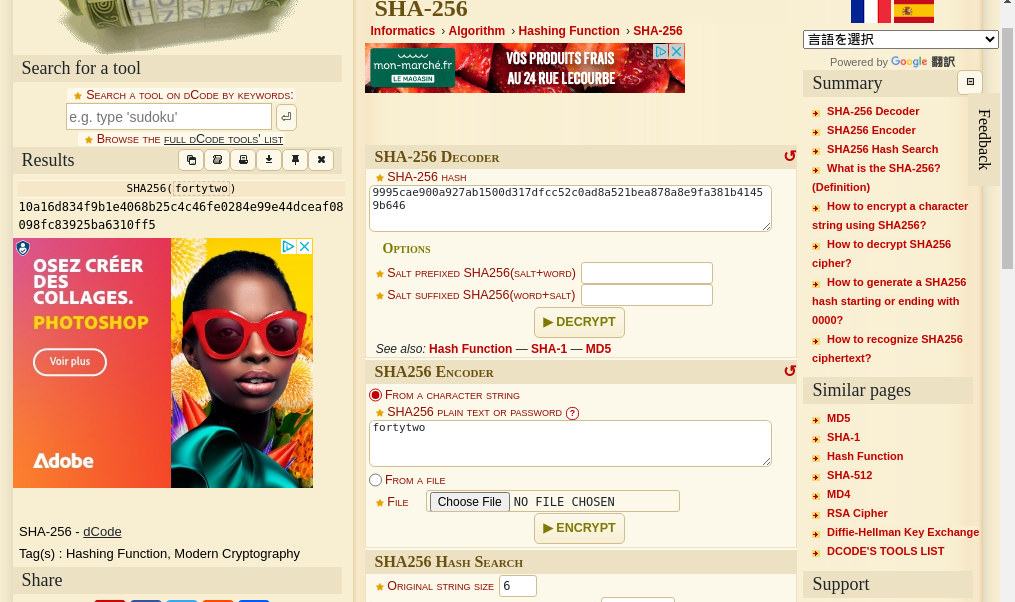 Search for a tool
Search a tool on dCode by keywords:
e.g. type 'sudoku'
Browse the full dCode tools' list
Results
SHA256(fortytwo)
10a16d834f9b1e4068b25c4c46fe0284e99e44dceaf08
098fc83925ba6310ff5
OSEZ CRÉER
DES
COLLAGES.
PHOTOSHOP
Voir plus
Adobe
SHA-256 - dCode
Tag(s) : Hashing Function, Modern Cryptography
Share
SHA-256
Informatics › Algorithm › Hashing Function › SHA-256
mon-marché.fr
LE MAGASIN
VOS PRODUITS FRAIS
AU 24 RUE LECOURBE
SHA-256 Decoder
SHA-256 hash
9995cae900a927ab1500d317dfcc52c0ad8a521bea878a8e9fa381b4145
9b646
Options
Salt prefixed SHA256(salt+word)
Salt suffixed SHA256(word+salt)
▶ DECRYPT
See also: Hash Function — SHA-1 — MD5
SHA256 Encoder
From a character string
SHA256 plain text or password ?
fortytwo
From a file
File Choose File NO FILE CHOSEN
▶ ENCRYPT
SHA256 Hash Search
Original string size 6
言語を選択
Powered by Google 翻訳
Summary
SHA-256 Decoder
SHA256 Encoder
SHA256 Hash Search
What is the SHA-256?
(Definition)
How to encrypt a character
string using SHA256?
How to decrypt SHA256
cipher?
How to generate a SHA256
hash starting or ending with
0000?
How to recognize SHA256
ciphertext?
Similar pages
MD5
SHA-1
Hash Function
SHA-512
MD4
RSA Cipher
Diffie-Hellman Key Exchange
DCODE'S TOOLS LIST
Support
Feedback